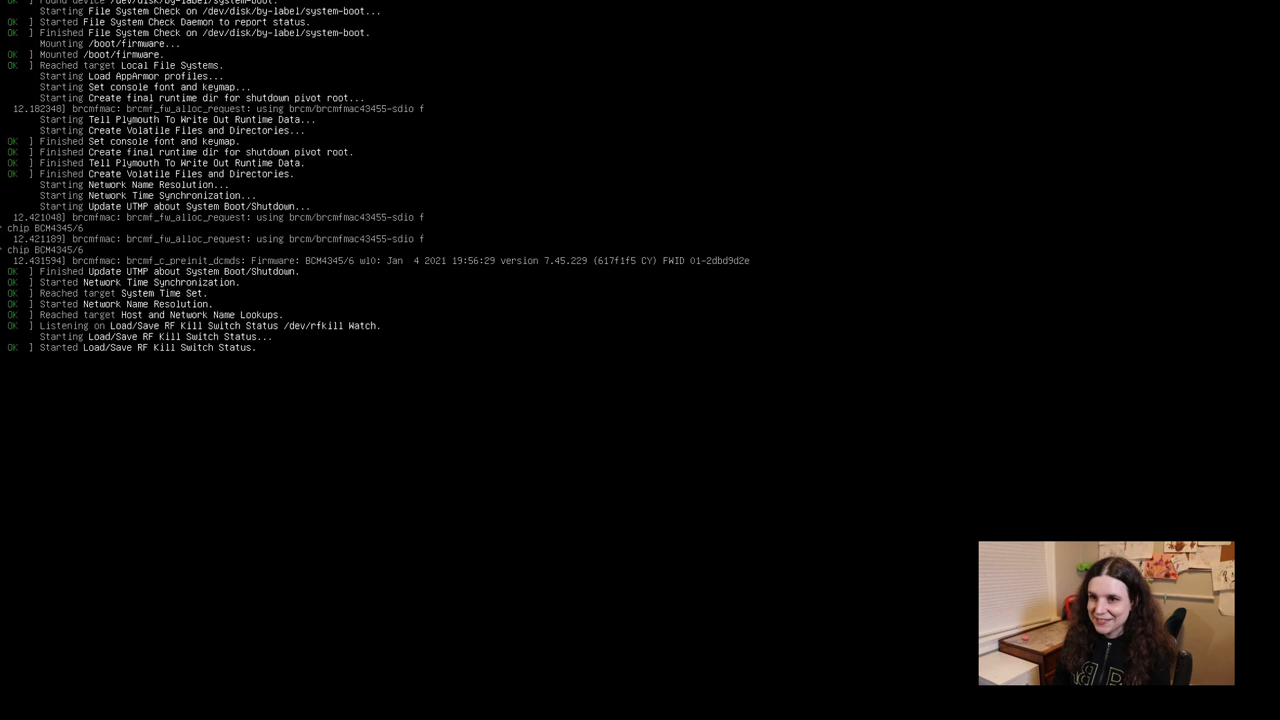 Found device /dev/disk/by-label/system-boot.
Starting File System Check on /dev/disk/by-label/system-boot...
OK ] Started File System Check Daemon to report status.
OK ] Finished File System Check on /dev/disk/by-label/system-boot.
Mounting /boot/firmware...
OK ] Mounted /boot/firmware.
OK ] Reached target Local File Systems.
Starting Load AppArmor profiles...
Starting Set console font and keymap...
Starting Create final runtime dir for shutdown pivot root...
12.182348] brcmfmac: brcmf_fw_alloc_request: using brcm/brcmfmac43455-sdio f
Starting Tell Plymouth To Write Out Runtime Data...
Starting Create Volatile Files and Directories...
OK ] Finished Set console font and keymap.
OK ] Finished Create final runtime dir for shutdown pivot root.
OK ] Finished Tell Plymouth To Write Out Runtime Data.
OK ] Finished Create Volatile Files and Directories.
Starting Network Name Resolution...
Starting Network Time Synchronization...
Starting Update UTMP about System Boot/Shutdown...
12.421048] brcmfmac: brcmf_fw_alloc_request: using brcm/brcmfmac43455-sdio f
chip BCM4345/6
12.421189] brcmfmac: brcmf_fw_alloc_request: using brcm/brcmfmac43455-sdio f
chip BCM4345/6
12.431594] brcmfmac: brcmf_c_preinit_dcmds: Firmware: BCM4345/6 wl0: Jan  4 2021 19:56:29 version 7.45.229 (617f1f5 CY) FWID 01-2dbd9d2e
OK ] Finished Update UTMP about System Boot/Shutdown.
OK ] Started Network Time Synchronization.
OK ] Reached target System Time Set.
OK ] Started Network Name Resolution.
OK ] Reached target Host and Network Name Lookups.
OK ] Listening on Load/Save RF Kill Switch Status /dev/rfkill Watch.
Starting Load/Save RF Kill Switch Status...
OK ] Started Load/Save RF Kill Switch Status.